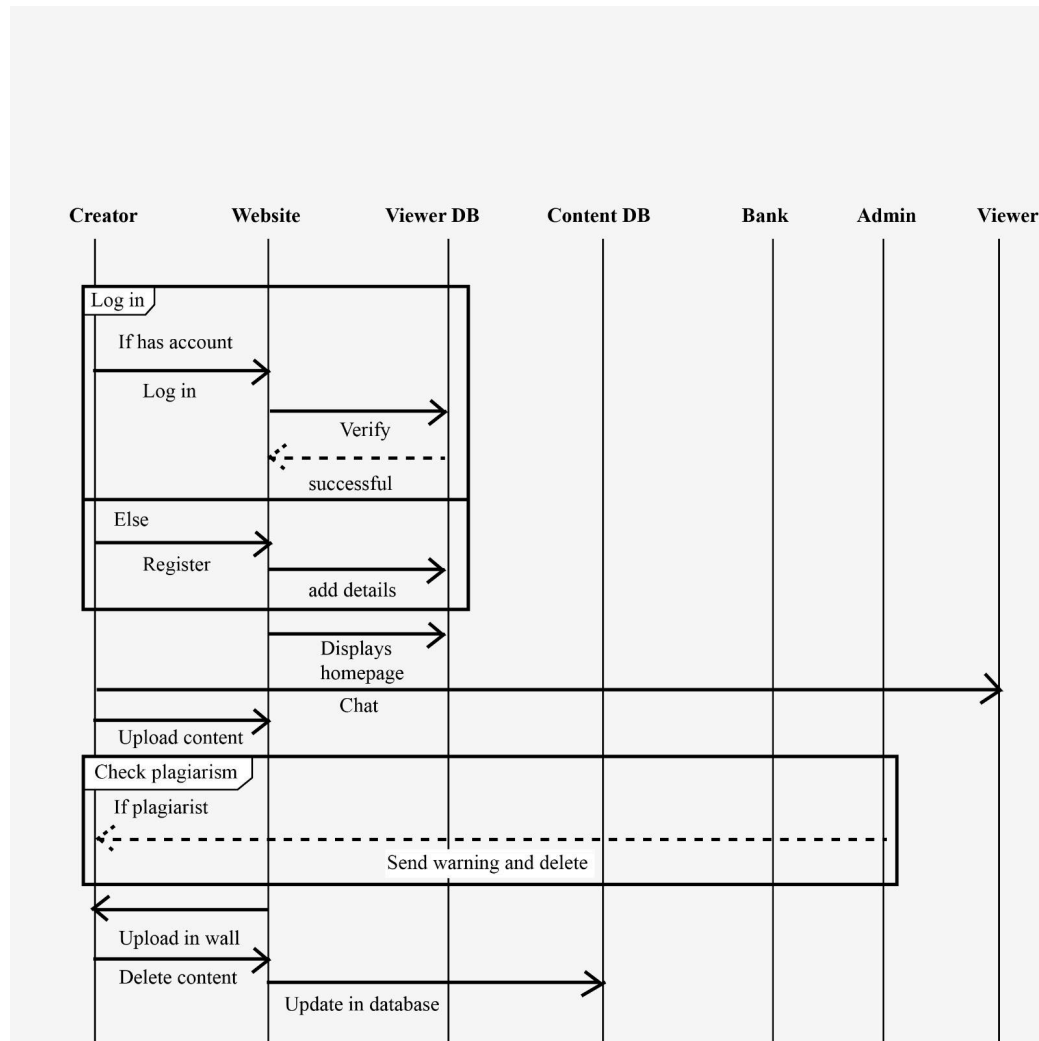 Creator Website Viewer DB Content DB Bank Admin Viewer
Log in
If has account
Log in
Verify
successful
Else
Register
add details
Displays
homepage
Chat
Upload content
Check plagiarism
If plagiarist
Send warning and delete
Upload in wall
Delete content
Update in database